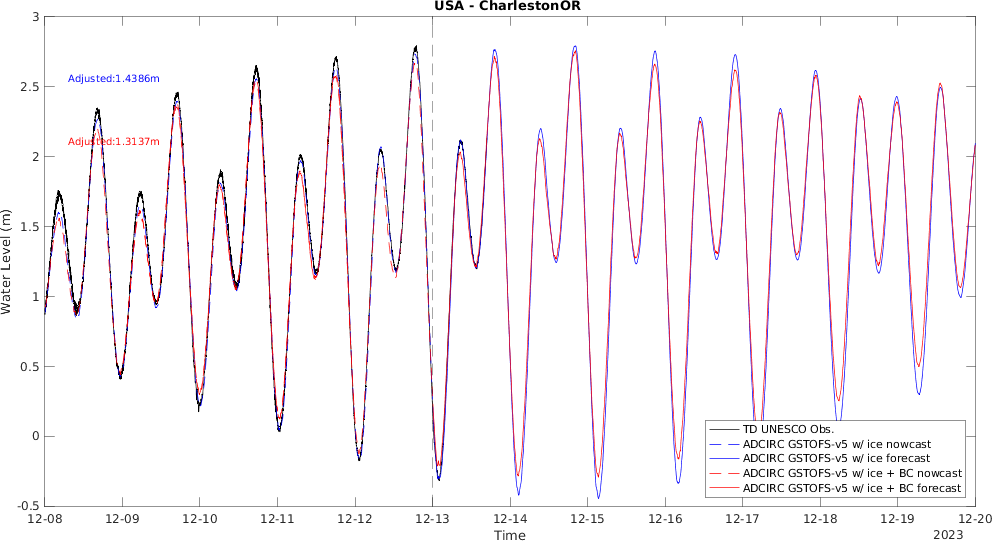 USA - CharlestonOR
3
2.5
2
1.5
1
0.5
0
-0.5
Water Level (m)
Adjusted:1.4386m
Adjusted:1.3137m
TD UNESCO Obs.
ADCIRC GSTOFS-v5 w/ ice nowcast
ADCIRC GSTOFS-v5 w/ ice forecast
ADCIRC GSTOFS-v5 w/ ice + BC nowcast
ADCIRC GSTOFS-v5 w/ ice + BC forecast
12-08 12-09 12-10 12-11 12-12 12-13 12-14 12-15 12-16 12-17 12-18 12-19 12-20
Time
2023